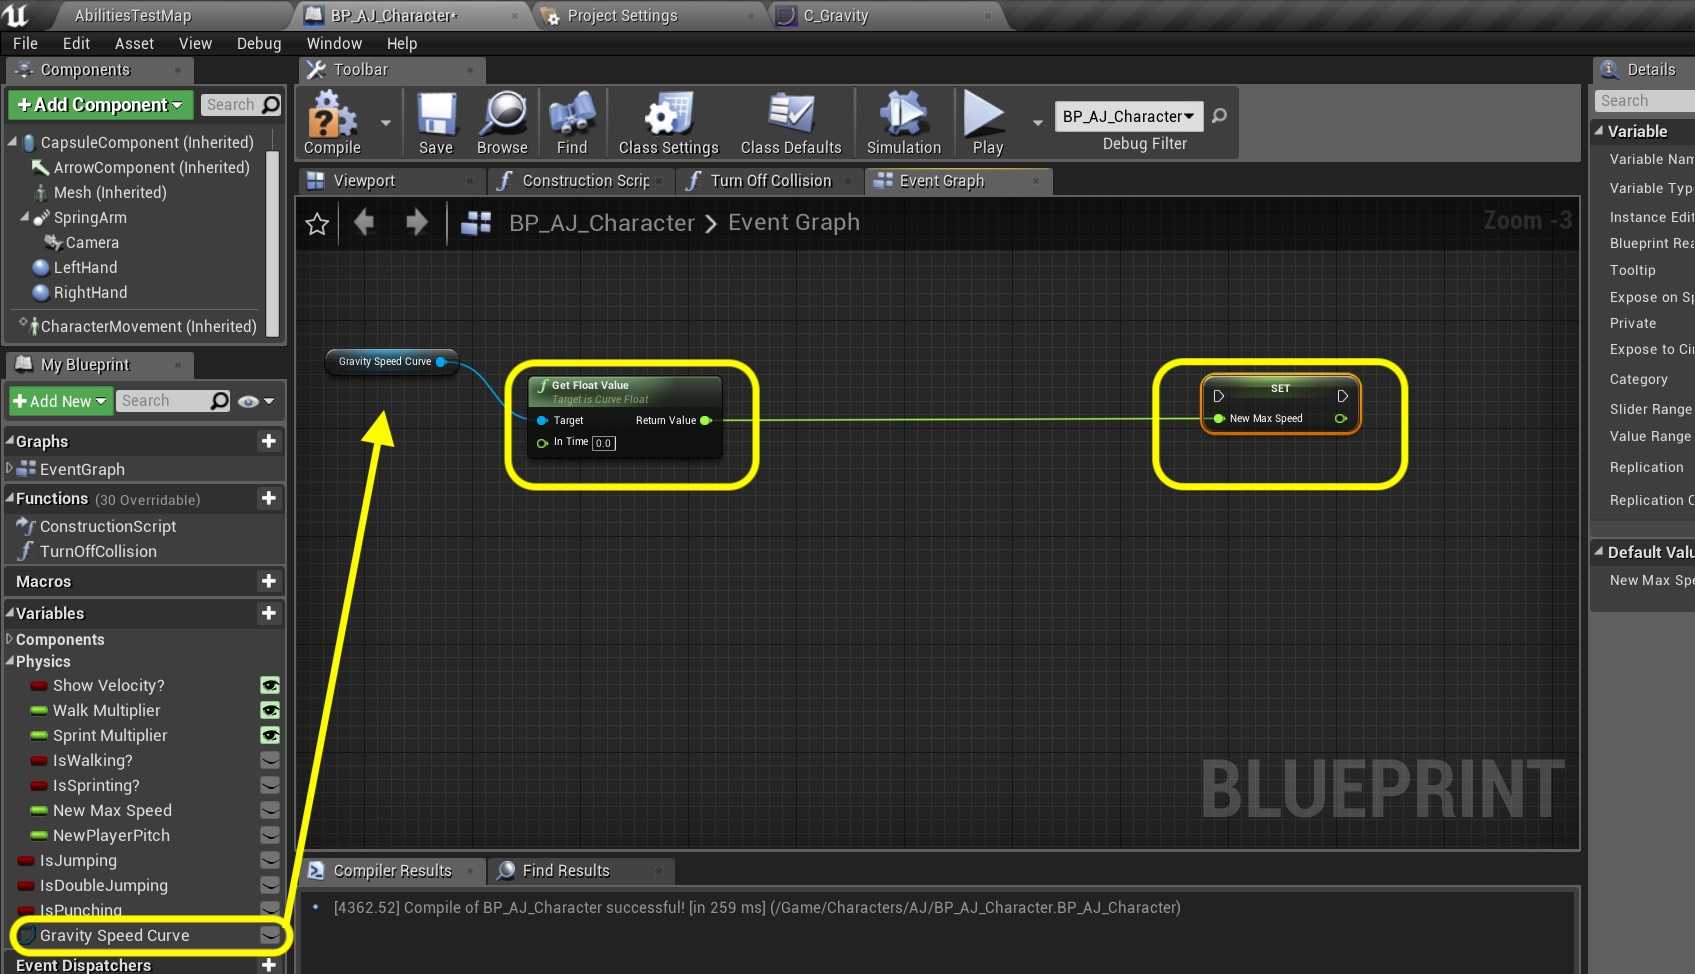 AbilitiesTestMap
BP_AJ_Character*
Project Settings
C_Gravity
File Edit Asset View Debug Window Help
Components
Toolbar
Details
+Add Component
Search
CapsuleComponent (Inherited)
ArrowComponent (Inherited)
Mesh (Inherited)
SpringArm
Camera
LeftHand
RightHand
CharacterMovement (Inherited)
Compile
Save
Browse
Find
Class Settings
Class Defaults
Simulation
Play
BP_AJ_Character
Debug Filter
Viewport
Construction Scrip
Turn Off Collision
Event Graph
BP_AJ_Character > Event Graph
Zoom -3
My Blueprint
+Add New
Search
Graphs
EventGraph
Functions (30 Overridable)
ConstructionScript
TurnOffCollision
Macros
Variables
Components
Physics
Show Velocity?
Walk Multiplier
Sprint Multiplier
IsWalking?
IsSprinting?
New Max Speed
NewPlayerPitch
IsJumping
IsDoubleJumping
IsPunching
Gravity Speed Curve
Event Dispatchers
Gravity Speed Curve
Get Float Value
Target is Curve Float
Target
Return Value
In Time 0.0
SET
New Max Speed
BLUEPRINT
Compiler Results
Find Results
[4362.52] Compile of BP_AJ_Character successful! [in 259 ms] (/Game/Characters/AJ/BP_AJ_Character.BP_AJ_Character)
Search
Variable
Variable Nam
Variable Typ
Instance Edit
Blueprint Rea
Tooltip
Expose on Sp
Private
Expose to Cin
Category
Slider Range
Value Range
Replication
Replication C
Default Valu
New Max Spe